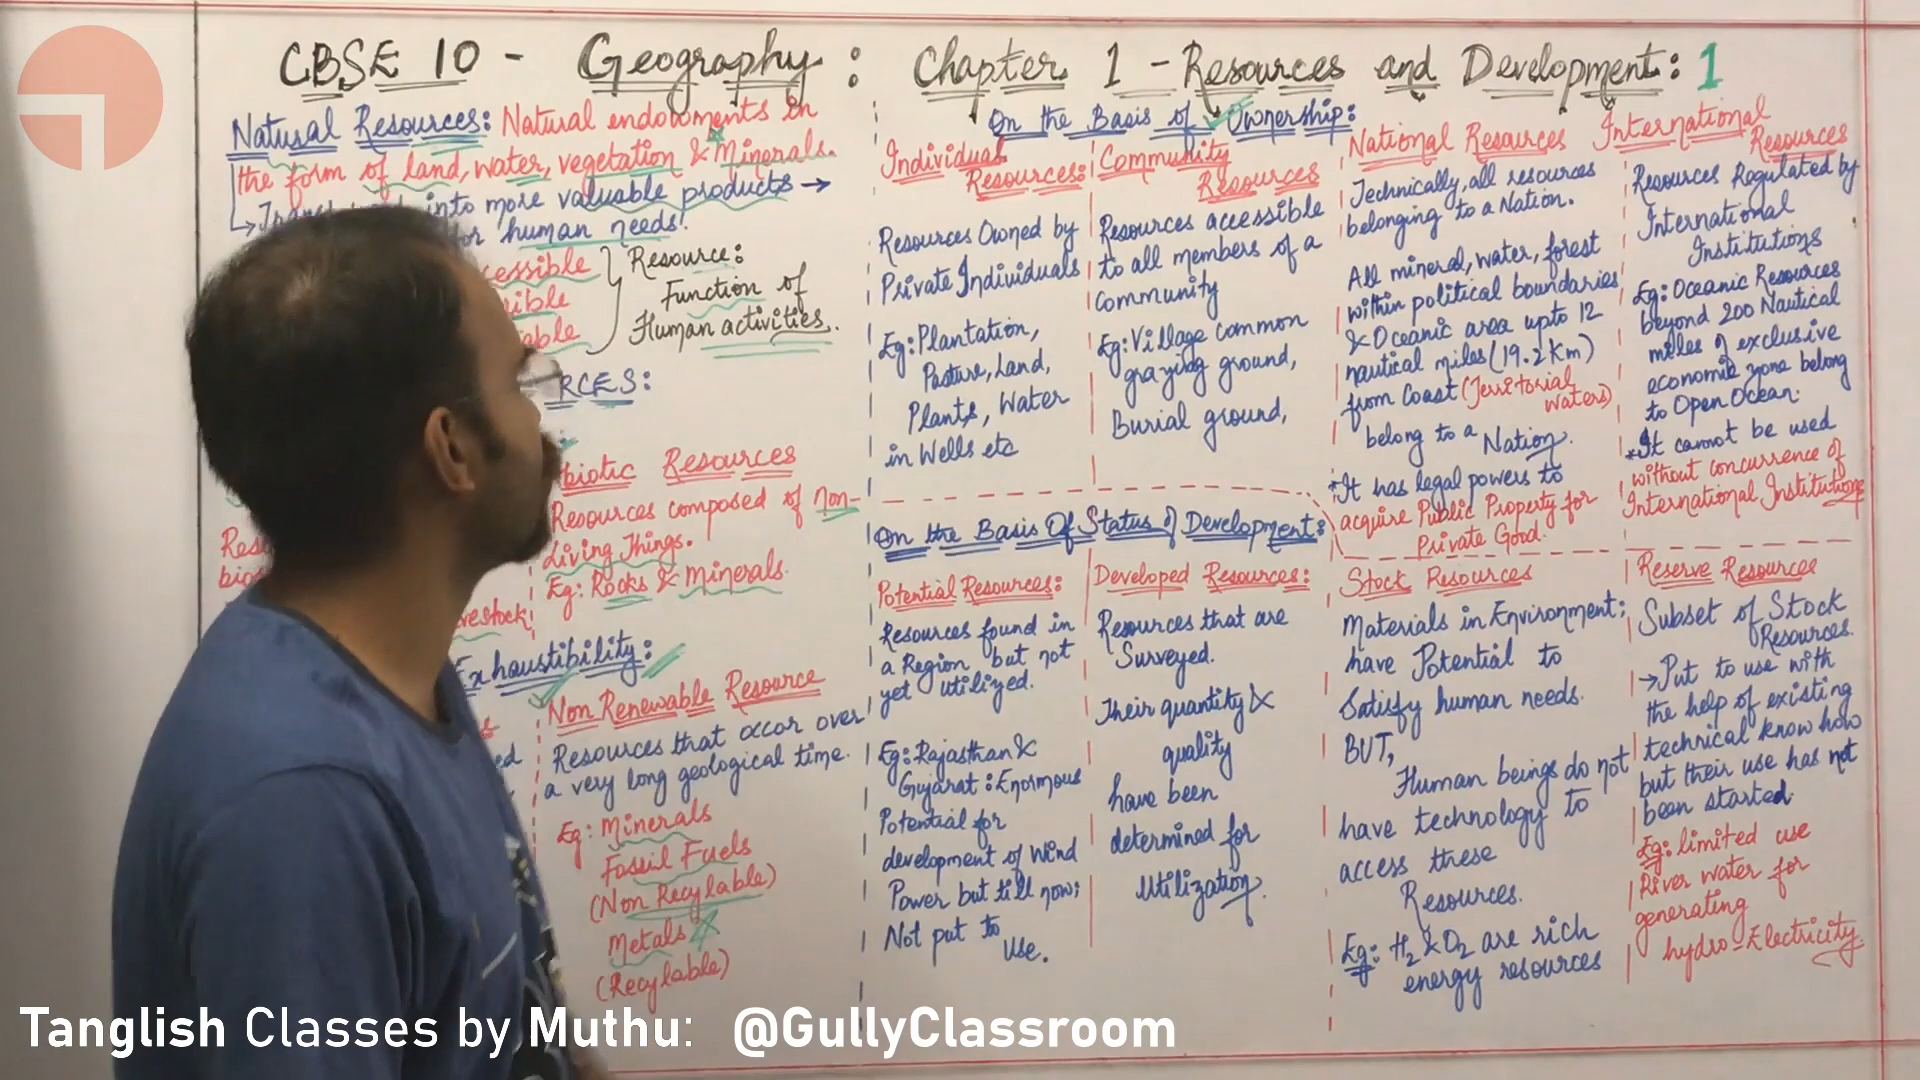 CBSE 10 - Geography : Chapter 1 - Resources and Development: 1
Natural Resources: Natural endowments in
the form of land, water, vegetation & Minerals.
into more valuable products →
for human needs!
cessible
able
Resource:
Function of
Human activities.
RCES:
biotic Resources
Resources composed of non-
Living Things.
Eg: Rocks & Minerals.
vestock
Exhaustibility:
Non Renewable Resource
Resources that occor over
a very long geological time.
Eg: Minerals
Fossil Fuels
(Non Recylable)
Metals
(Recylable)
On the Basis of Ownership:
Individual
Resources:
Resources Owned by
Private Individuals
Eg: Plantation,
Pasture, Land,
Plants, Water
in Wells etc
Community
Resources
Resources accessible
to all members of a
Community
Eg: Village common
grazing ground,
Burial ground,
National Resources
Technically, all resources
belonging to a Nation.
All mineral, water, forest
within political boundaries
& Oceanic area upto 12
nautical miles (19.2 Km)
from Coast (Territorial
Waters)
belong to a Nation.
*It has legal powers to
acquire Public Property for
Private Good.
International
Resources
Resources Regulated by
International
Institutions
Eg: Oceanic Resources
beyond 200 Nautical
miles of exclusive
economic zone belong
to Open Ocean.
*It cannot be used
without concurrence of
International Institutions
On the Basis Of Status of Development:
Potential Resources:
Resources found in
a Region but not
yet utilized.
Eg: Rajasthan &
Gujarat: Enormous
Potential for
development of Wind
Power but till now;
Not put to
Use.
Developed Resources:
Resources that are
Surveyed.
Their quantity &
quality
have been
determined for
Utilization.
Stock Resources
Materials in Environment;
have Potential to
Satisfy human needs.
BUT,
Human beings do not
have technology to
access these
Resources.
Eg: H2 & O2 are rich
energy resources
Reserve Resources
Subset of Stock
Resources.
→ Put to use with
the help of existing
technical know how
but their use has not
been started.
Eg: limited use
River water for
generating
hydro-Electricity.
Tanglish Classes by Muthu: @GullyClassroom